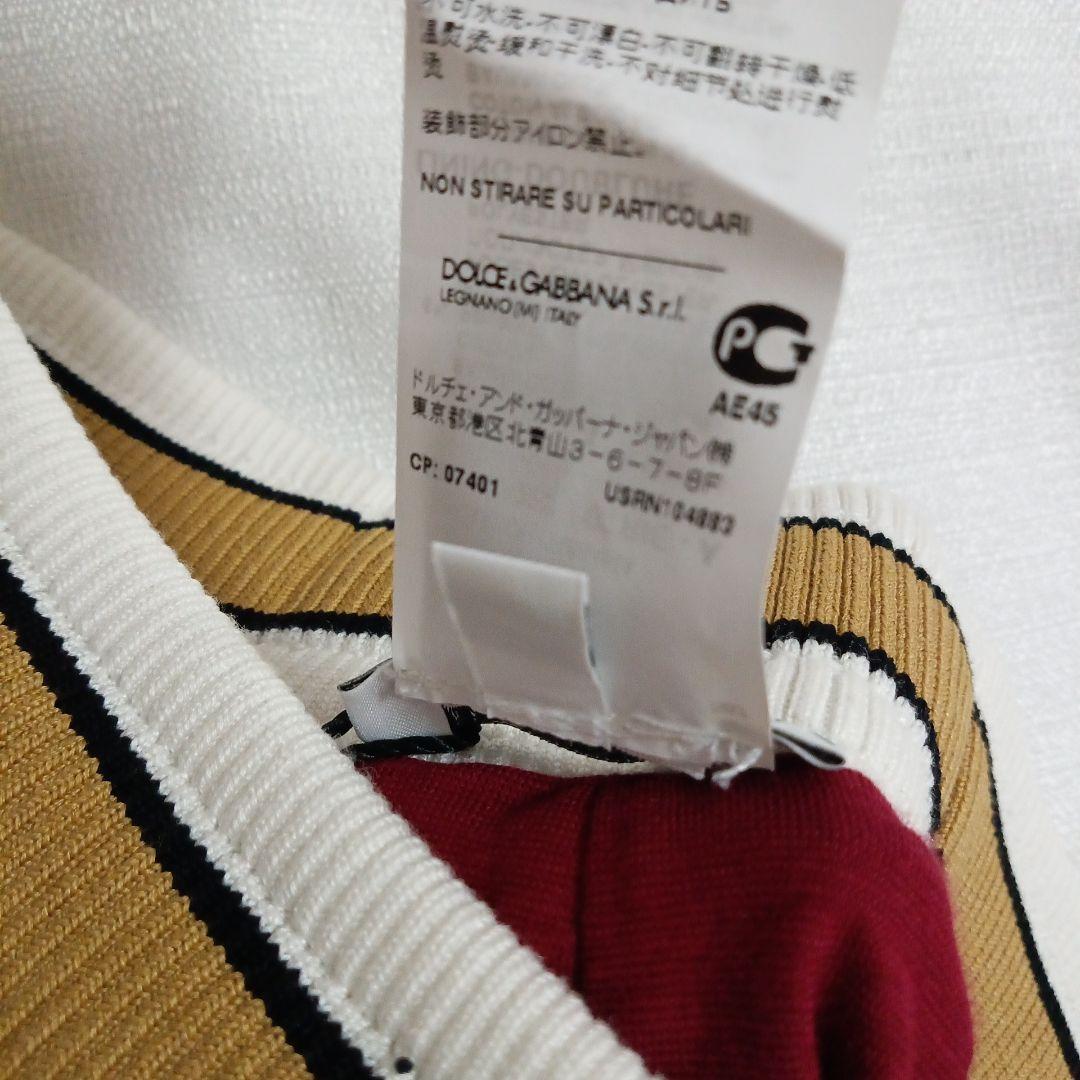 不可水洗,不可漂白,不可翻转干燥,低
温熨烫,缓和干洗,不对细节处进行熨
烫
装飾部分アイロン禁止。
NON STIRARE SU PARTICOLARI
DOLCE & GABBANA S.r.l.
LEGNANO (MI) ITALY
PG
AE45
ドルチェ・アンド・ガッバーナ・ジャパン㈱
東京都港区北青山3-6-7-8F
CP: 07401 USRN104883